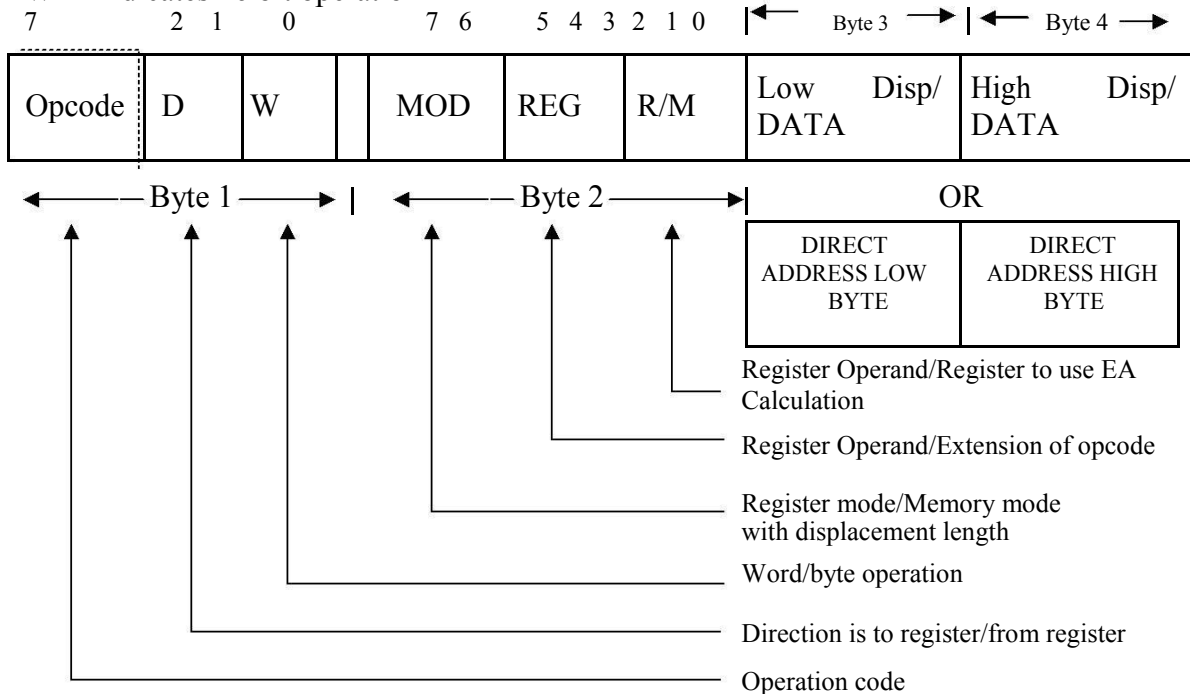 7 2 1 0 7 6 5 4 3 2 1 0 Byte 3 Byte 4
Opcode D W MOD REG R/M Low Disp/ High Disp/
DATA DATA
Byte 1 Byte 2 OR
DIRECT DIRECT
ADDRESS LOW ADDRESS HIGH
BYTE BYTE
Register Operand/Register to use EA
Calculation
Register Operand/Extension of opcode
Register mode/Memory mode
with displacement length
Word/byte operation
Direction is to register/from register
Operation code